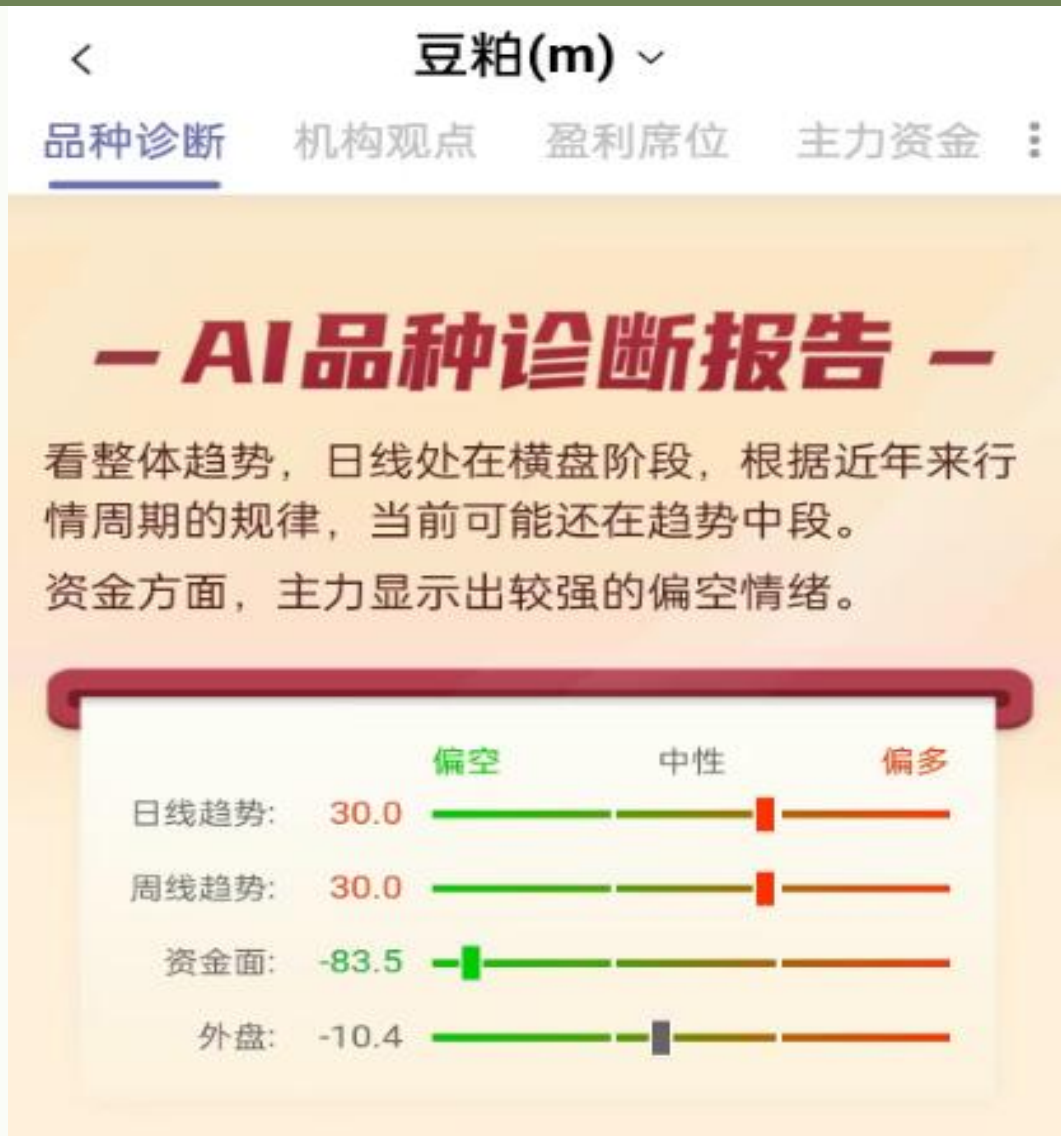 豆粕(m)
品种诊断 机构观点 盈利席位 主力资金
— AI品种诊断报告 —
看整体趋势，日线处在横盘阶段，根据近年来行
情周期的规律，当前可能还在趋势中段。
资金方面，主力显示出较强的偏空情绪。
偏空 中性 偏多
日线趋势: 30.0
周线趋势: 30.0
资金面: -83.5
外盘: -10.4